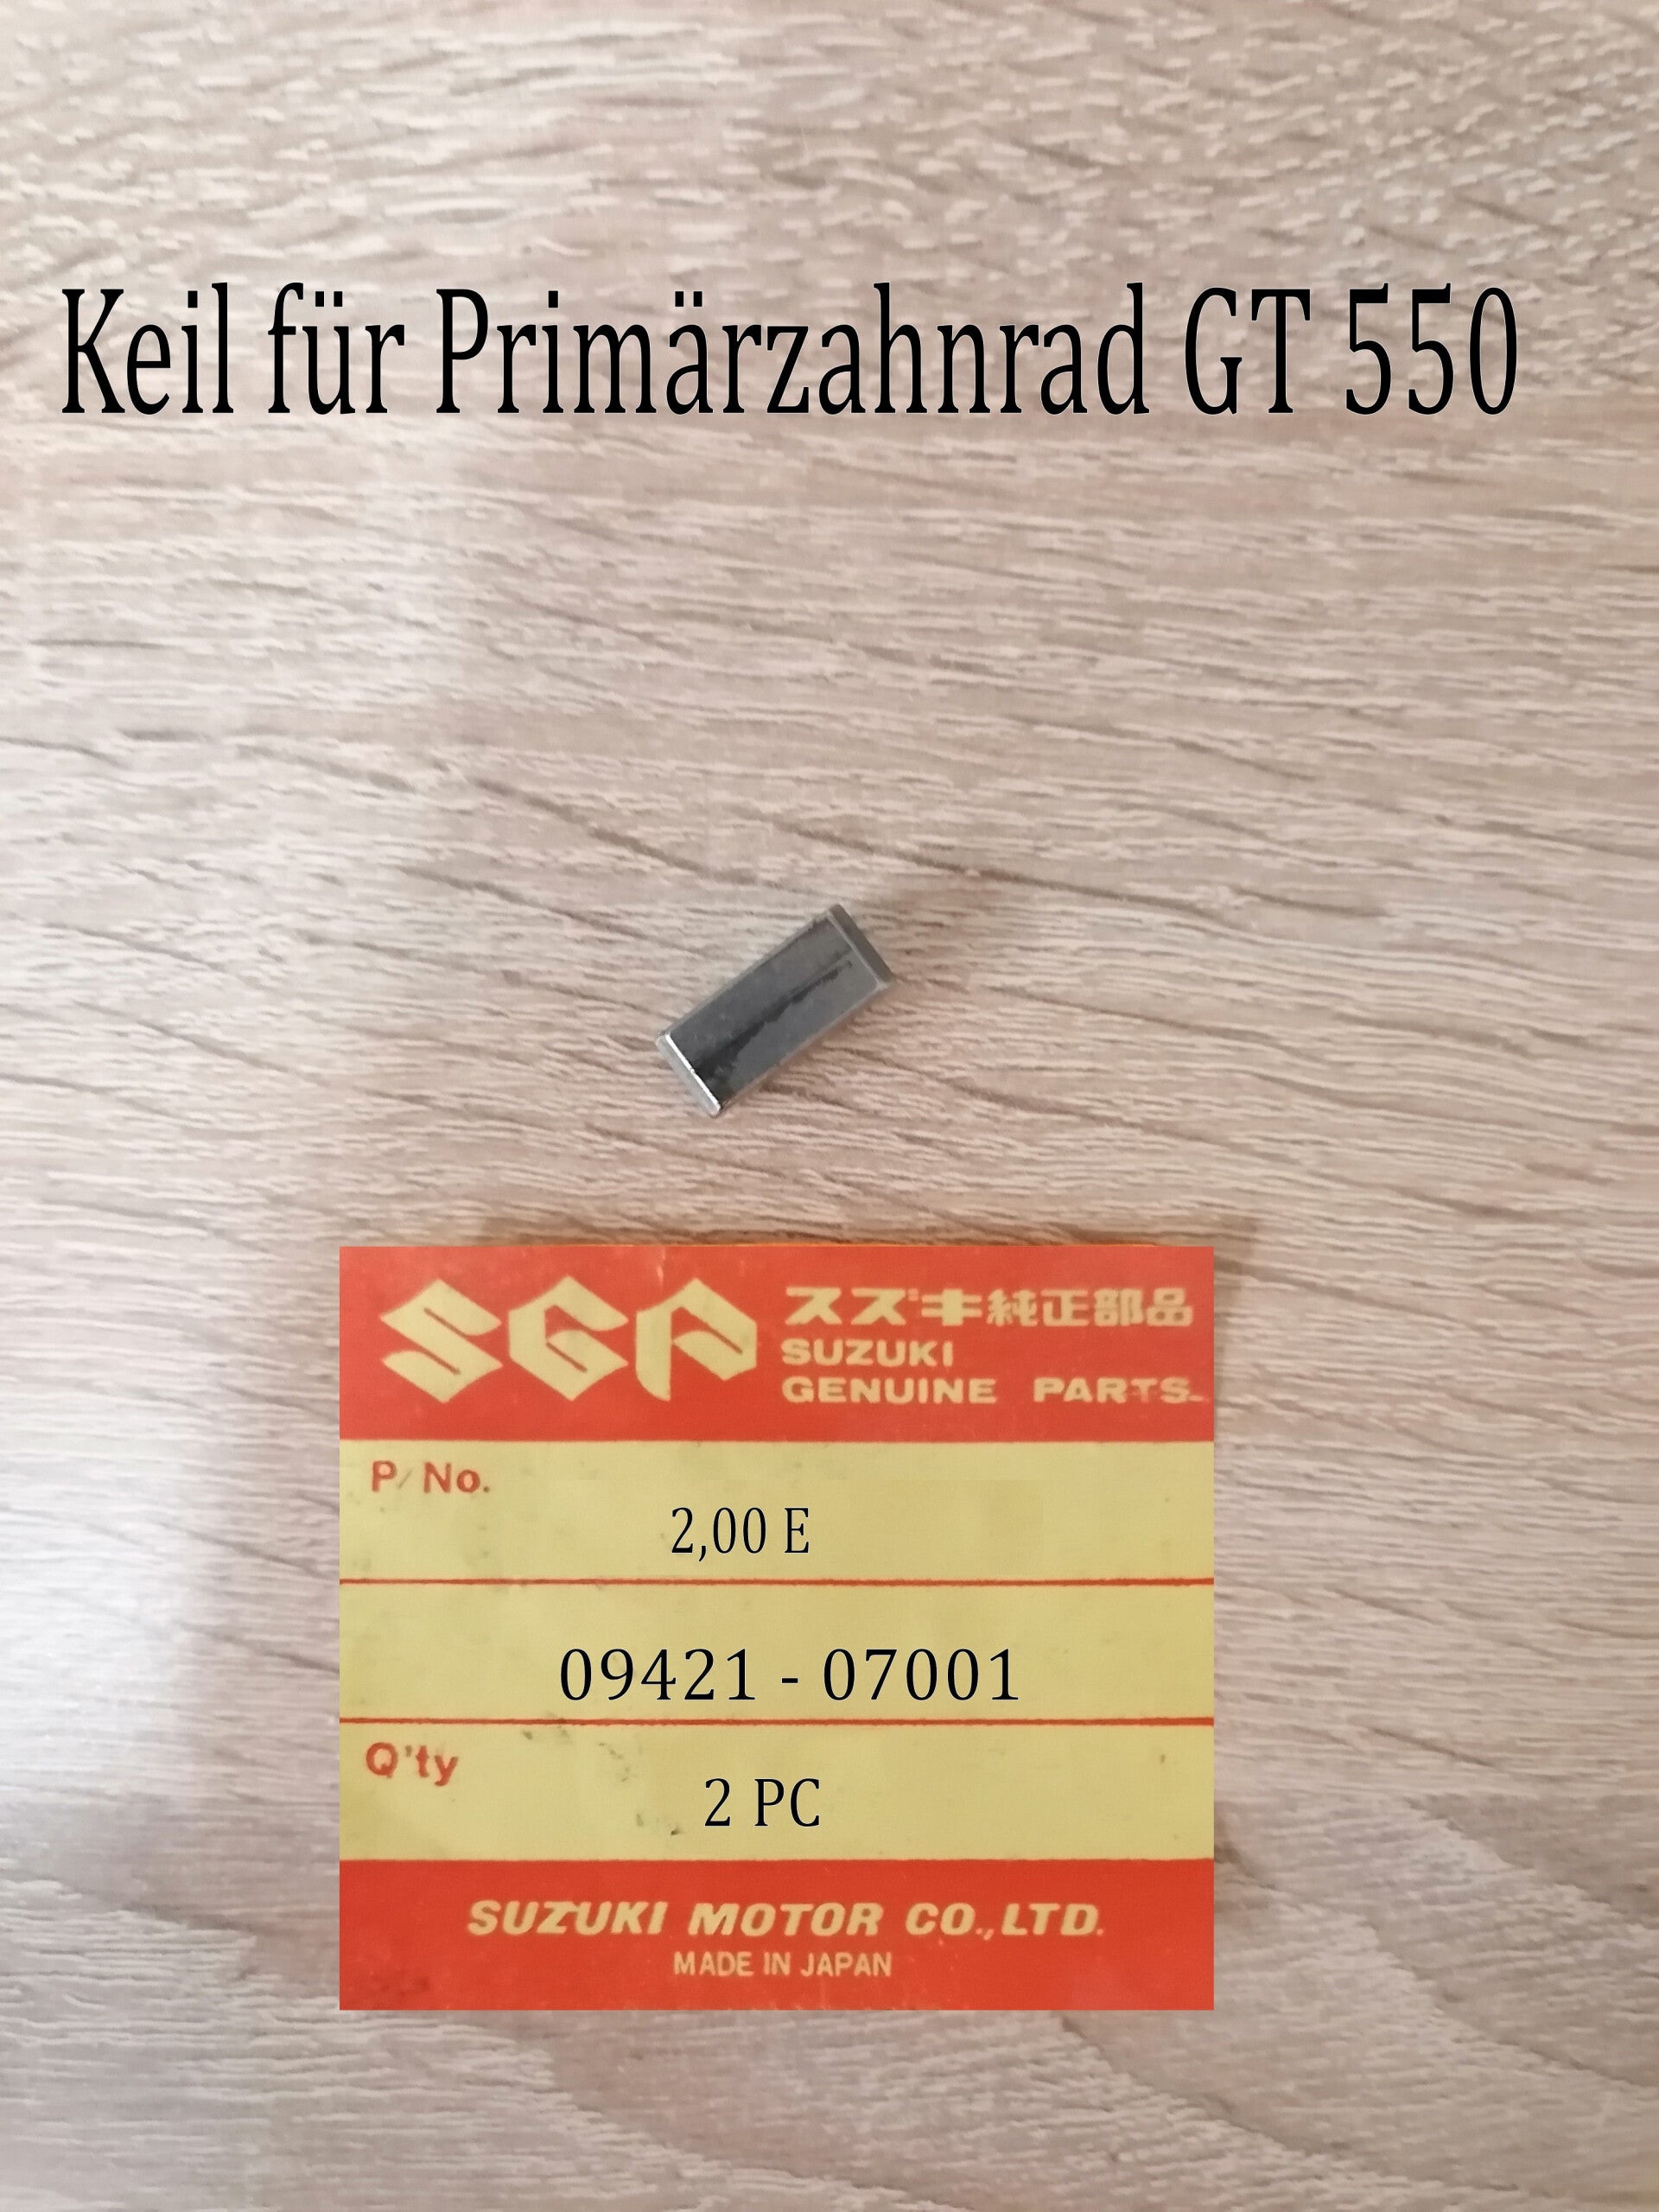 Keil für Primärzahnrad GT 550
SGP
スズキ純正部品
SUZUKI
GENUINE PARTS
P/No.
2,00 E
09421 - 07001
Q'ty
2 PC
SUZUKI MOTOR CO.,LTD.
MADE IN JAPAN